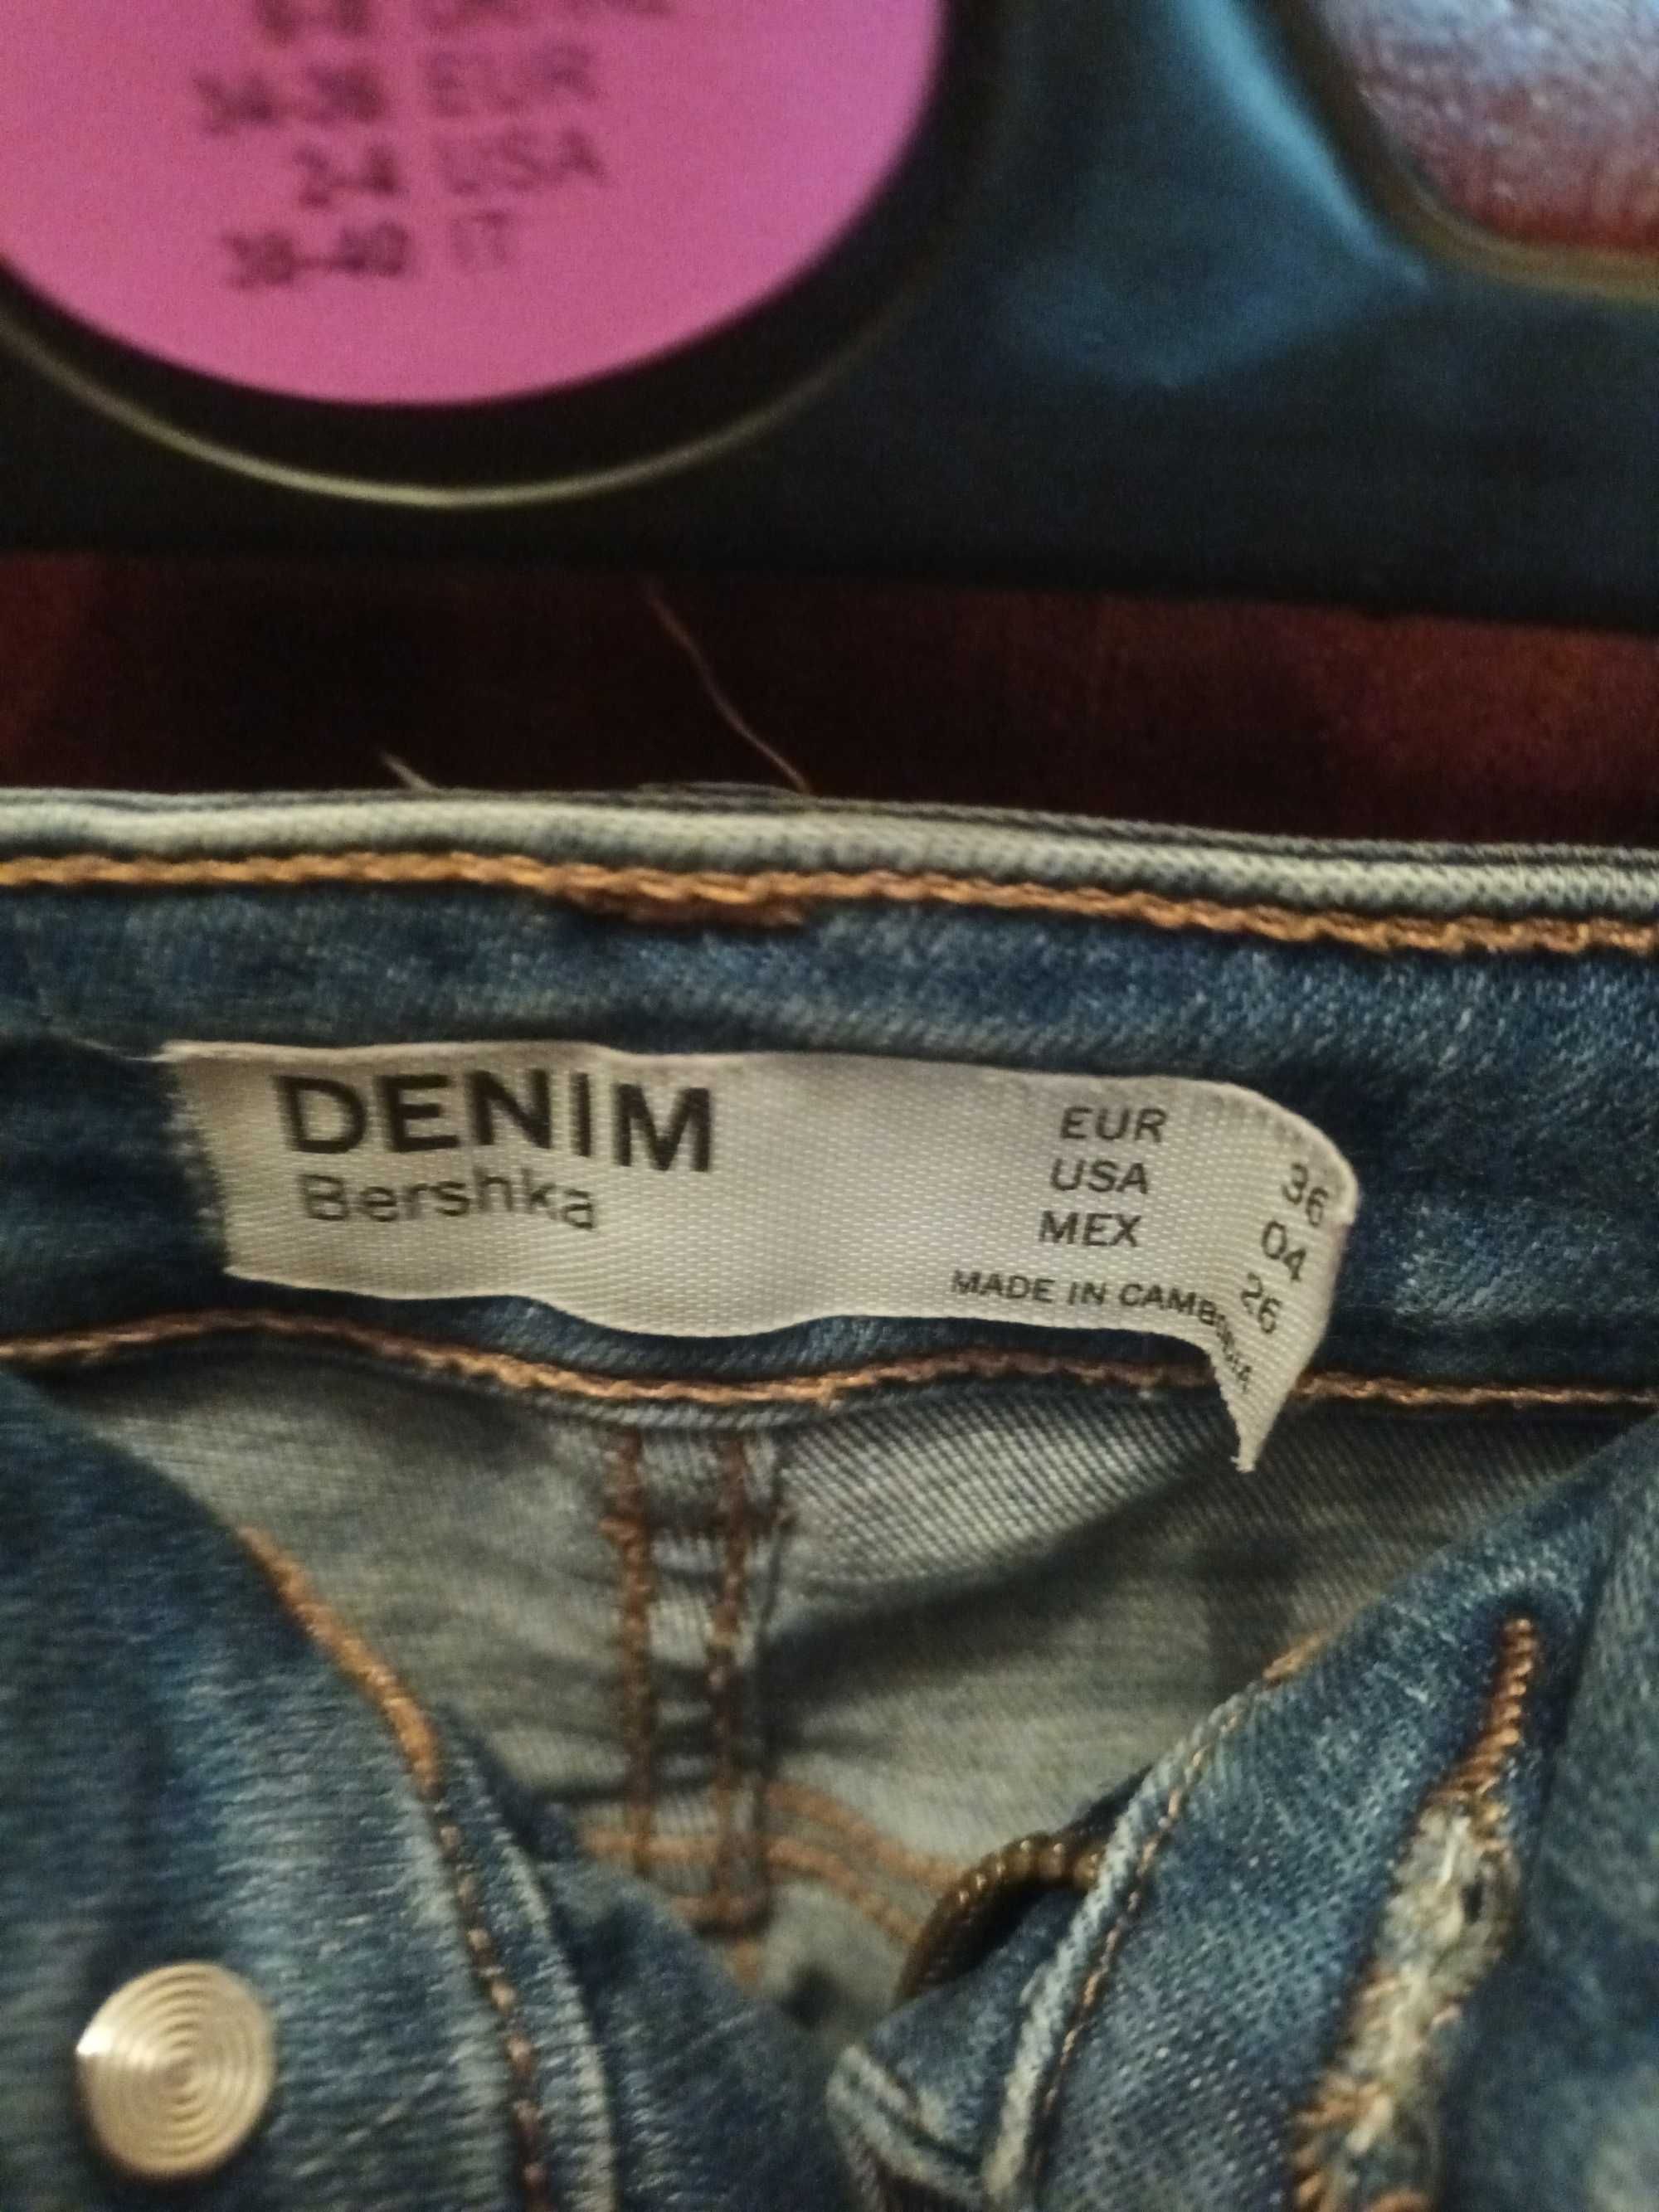 34-36 EUR
2-4 USA
38-40 IT
DENIM
Bershka
EUR 36
USA 04
MEX 26
MADE IN CAMBODIA